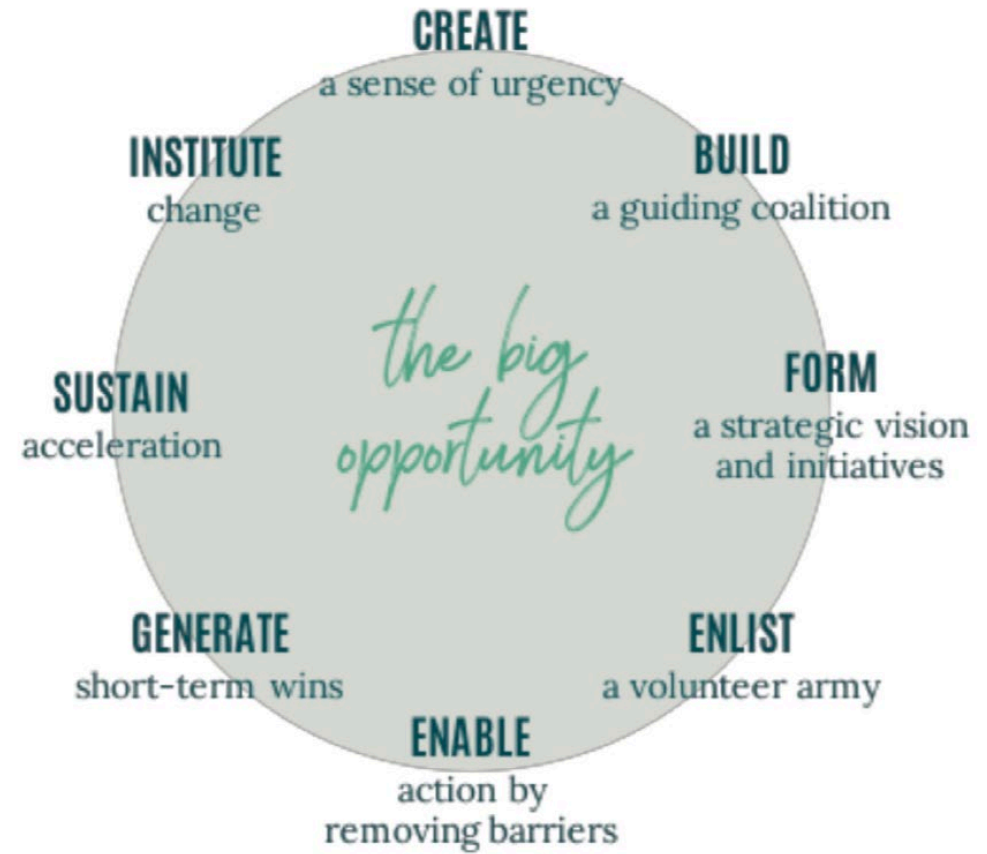 CREATE
a sense of urgency
BUILD
a guiding coalition
FORM
a strategic vision
and initiatives
ENLIST
a volunteer army
ENABLE
action by
removing barriers
GENERATE
short-term wins
SUSTAIN
acceleration
INSTITUTE
change
the big
opportunity